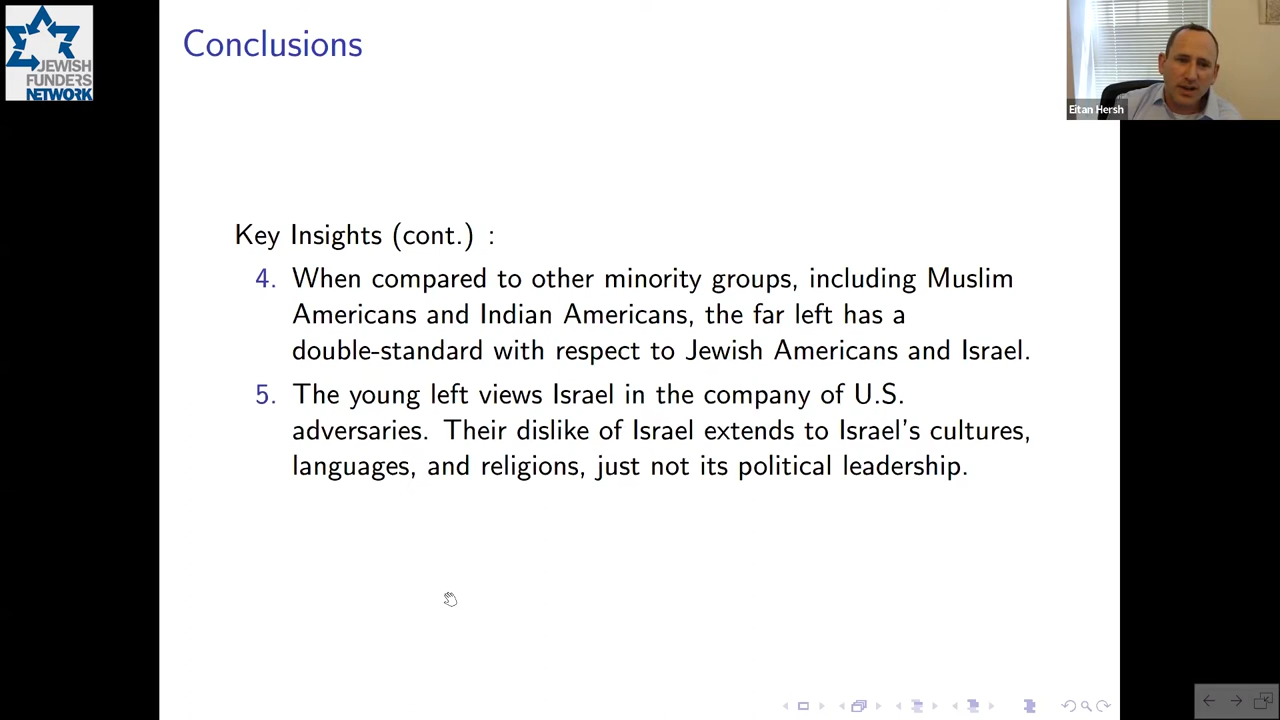 JEWISH
FUNDERS
NETWORK
Conclusions
Eitan Hersh
Key Insights (cont.) :
4. When compared to other minority groups, including Muslim
Americans and Indian Americans, the far left has a
double-standard with respect to Jewish Americans and Israel.
5. The young left views Israel in the company of U.S.
adversaries. Their dislike of Israel extends to Israel's cultures,
languages, and religions, just not its political leadership.